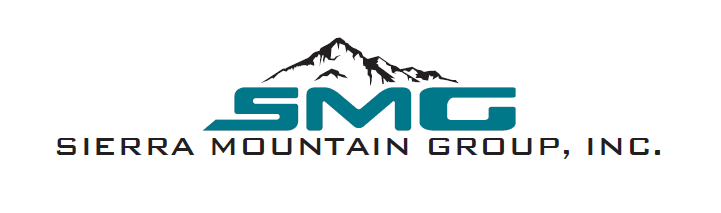 SMG
SIERRA MOUNTAIN GROUP, INC.